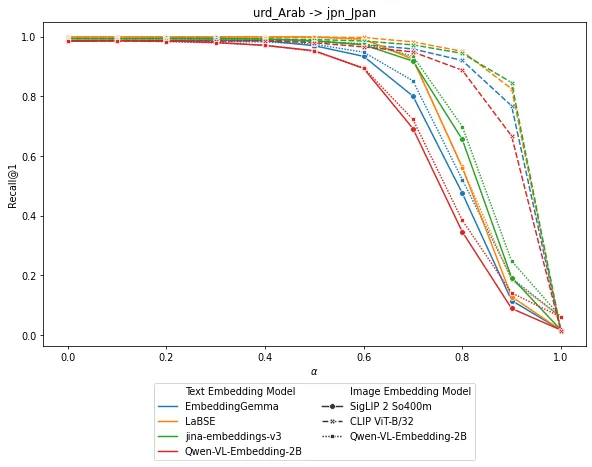 urd_Arab -> jpn_Jpan
Recall@1
1.0
0.8
0.6
0.4
0.2
0.0
0.0 0.2 0.4 0.6 0.8 1.0
α
Text Embedding Model
EmbeddingGemma
LaBSE
jina-embeddings-v3
Qwen-VL-Embedding-2B
Image Embedding Model
SigLIP 2 So400m
CLIP ViT-B/32
Qwen-VL-Embedding-2B